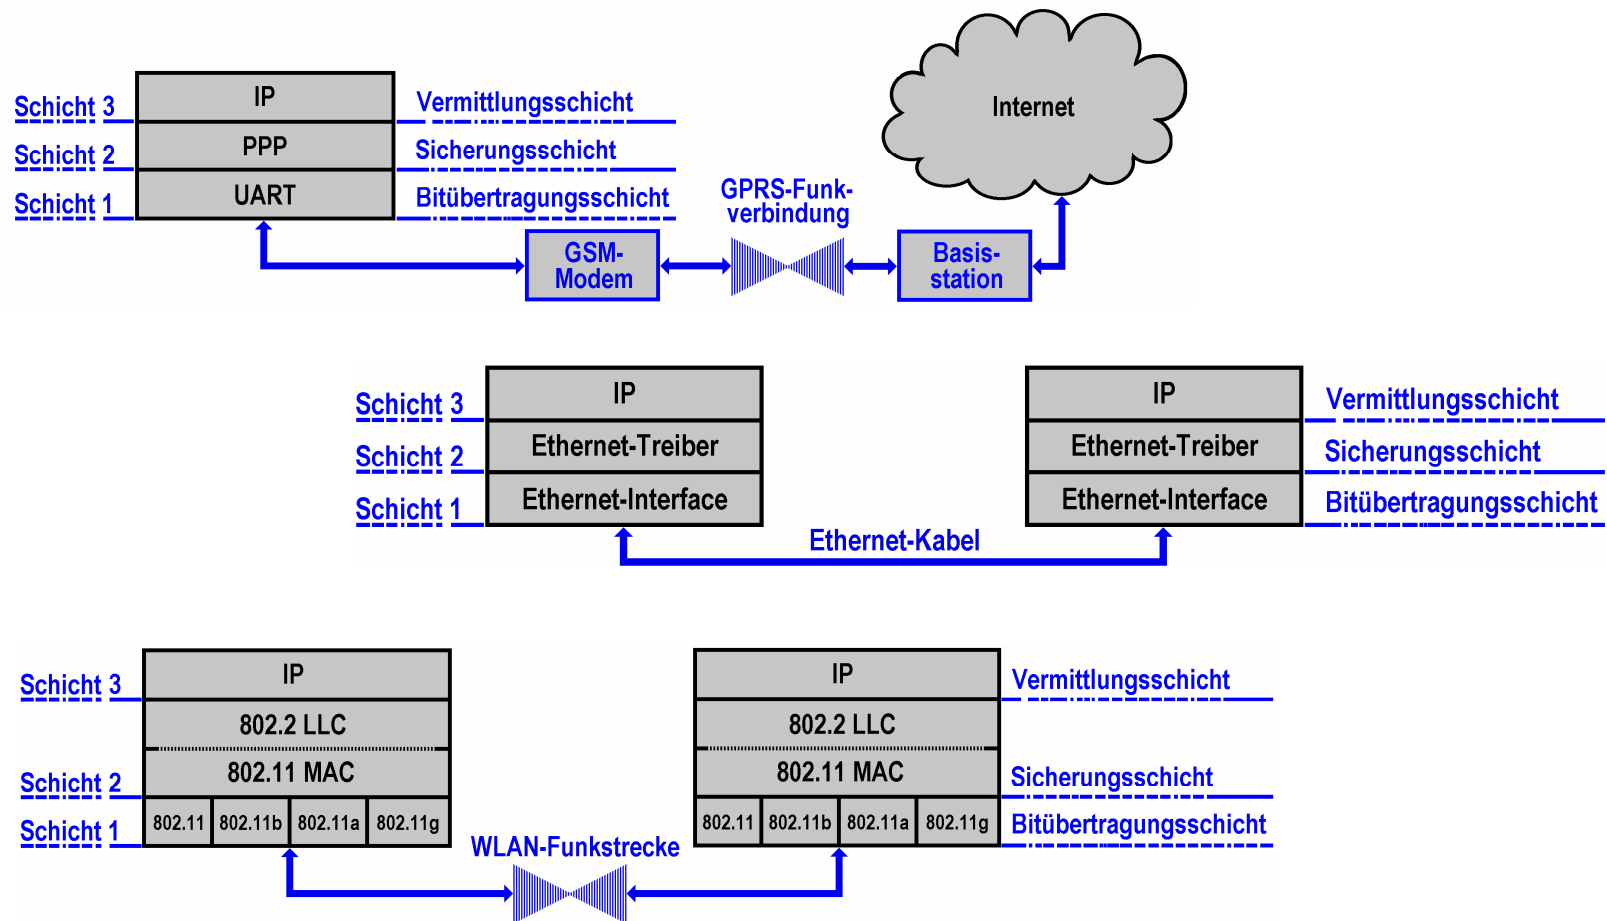 Internet
Schicht 3
IP
Vermittlungsschicht
Schicht 2
PPP
Sicherungsschicht
Schicht 1
UART
Bitübertragungsschicht
GPRS-Funk-
verbindung
GSM-
Modem
Basis-
station
Schicht 3
IP
IP
Vermittlungsschicht
Schicht 2
Ethernet-Treiber
Ethernet-Treiber
Sicherungsschicht
Schicht 1
Ethernet-Interface
Ethernet-Interface
Bitübertragungsschicht
Ethernet-Kabel
Schicht 3
IP
IP
Vermittlungsschicht
802.2 LLC
802.2 LLC
Schicht 2
802.11 MAC
802.11 MAC
Sicherungsschicht
Schicht 1
802.11
802.11b
802.11a
802.11g
802.11
802.11b
802.11a
802.11g
Bitübertragungsschicht
WLAN-Funkstrecke